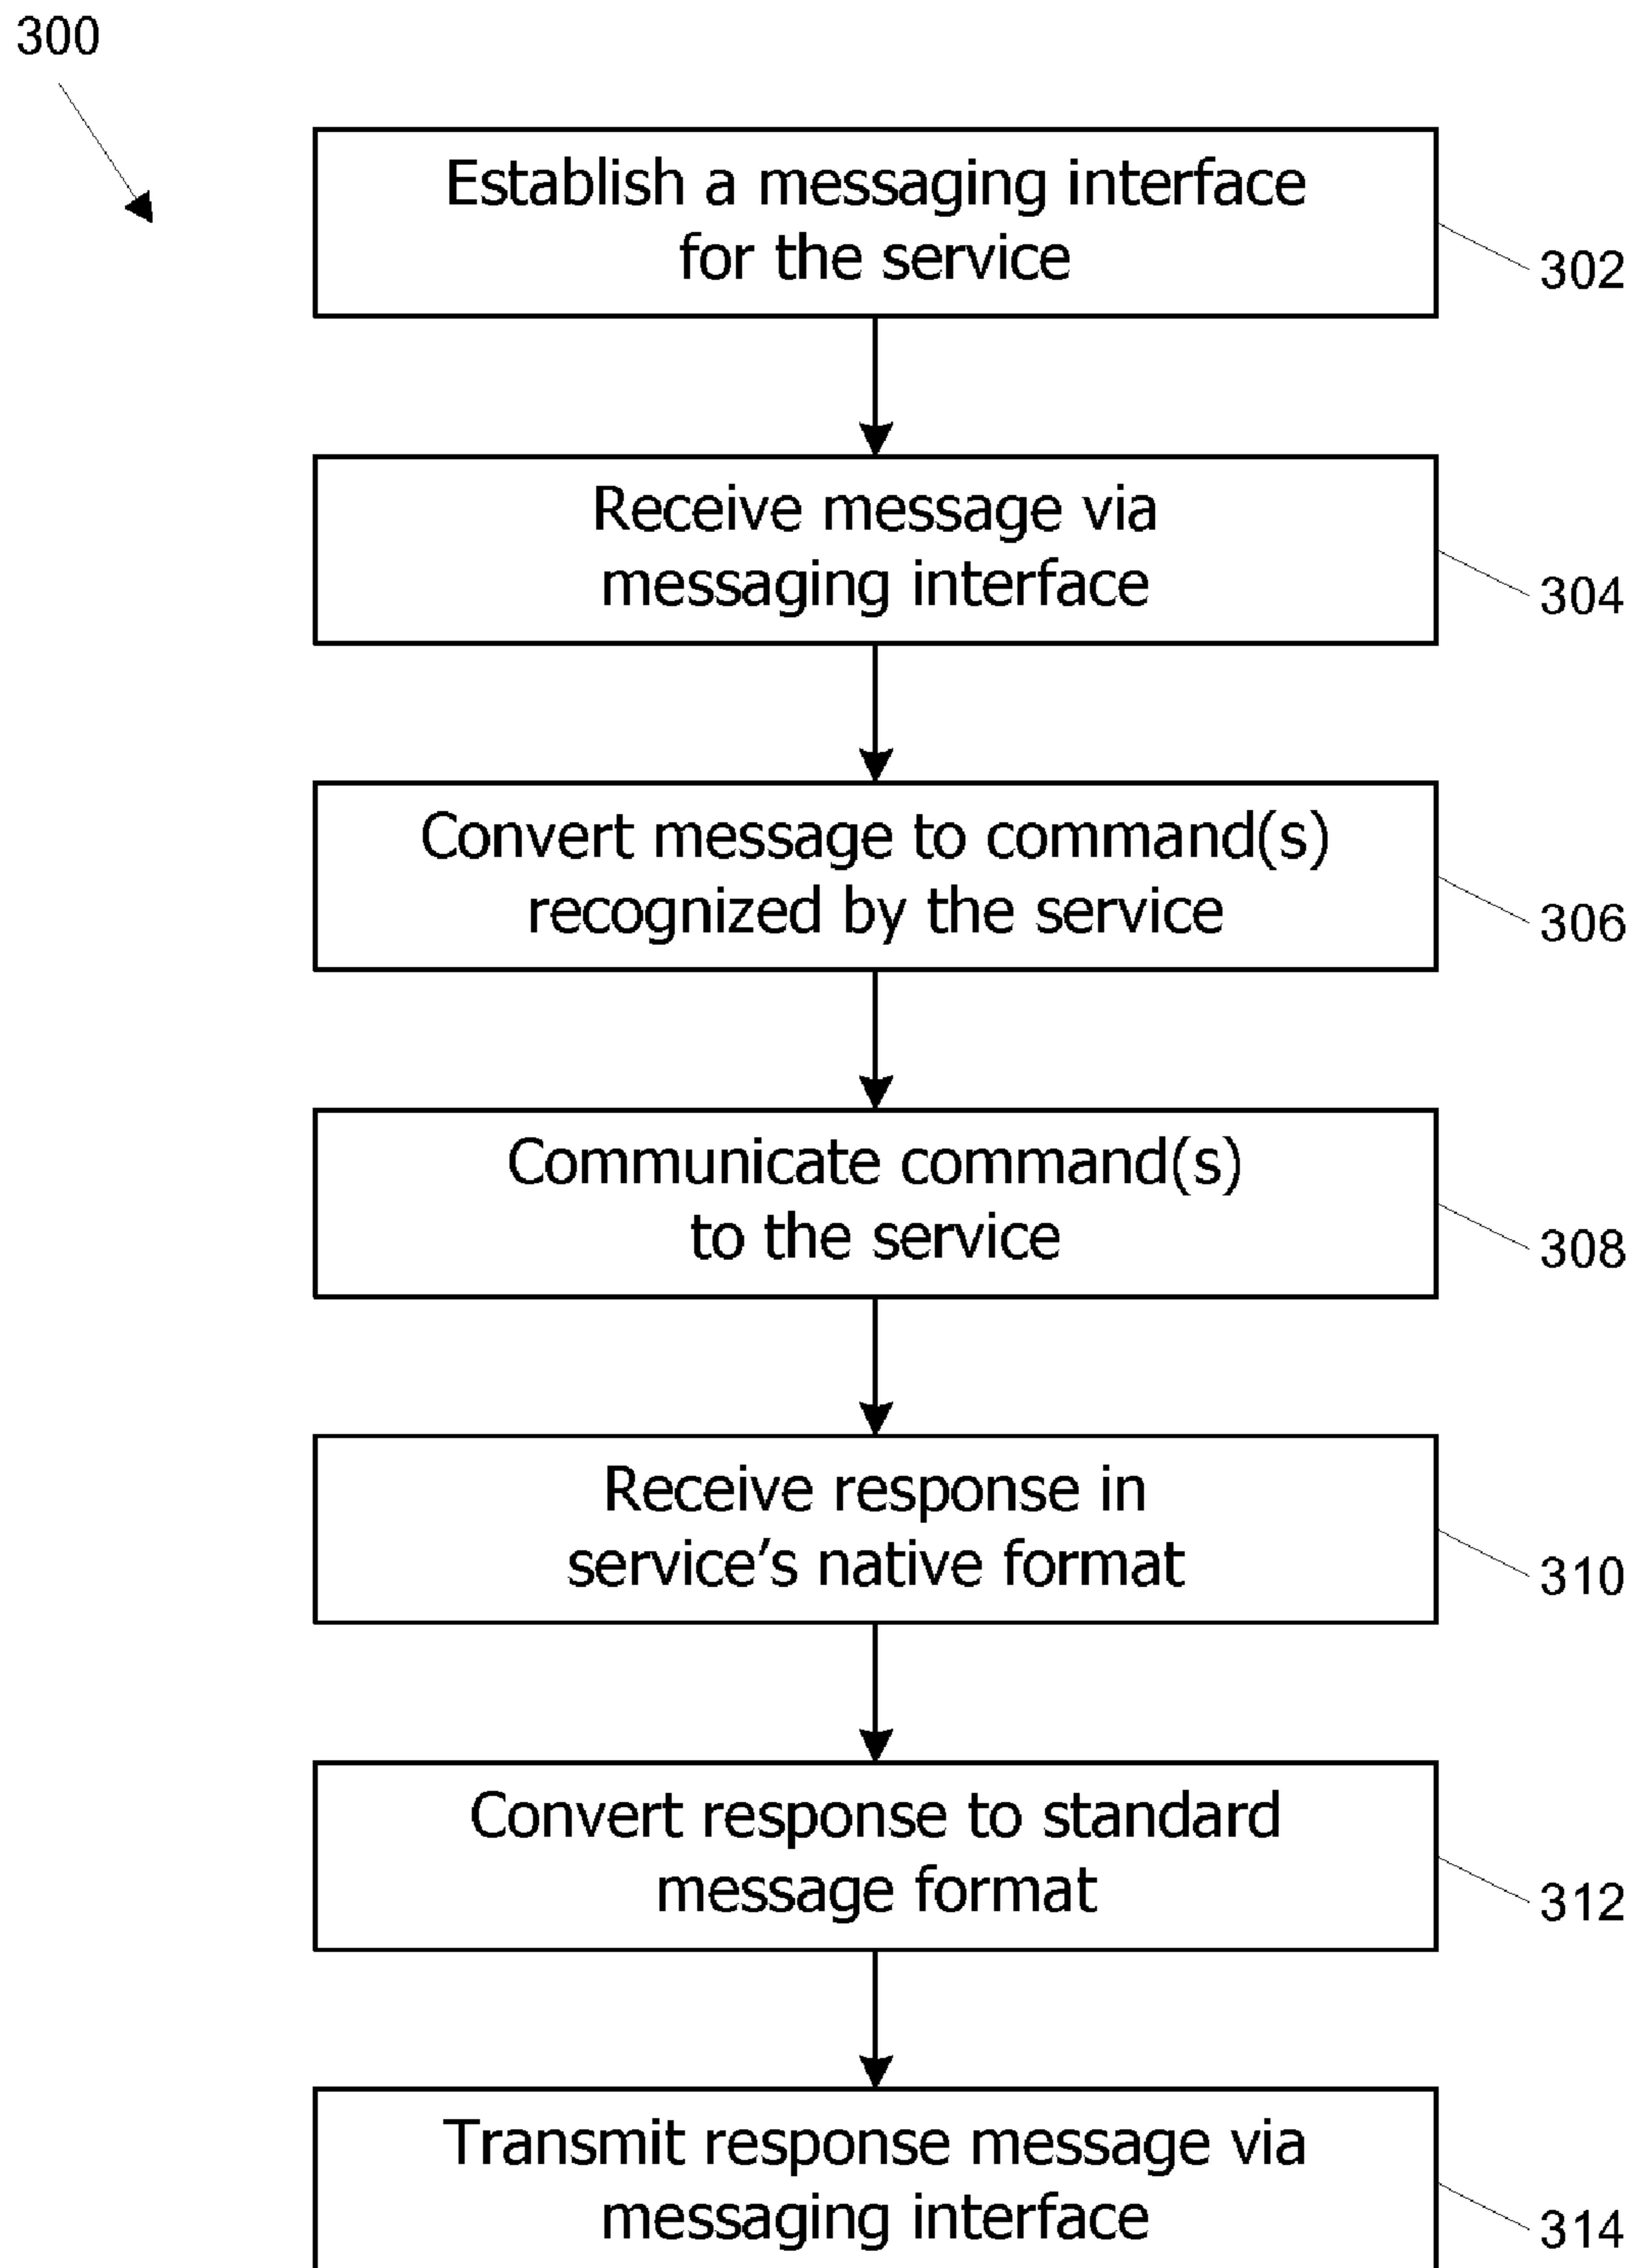 300
Establish a messaging interface
for the service
302
Receive message via
messaging interface
304
Convert message to command(s)
recognized by the service
306
Communicate command(s)
to the service
308
Receive response in
service’s native format
310
Convert response to standard
message format
312
Transmit response message via
messaging interface
314